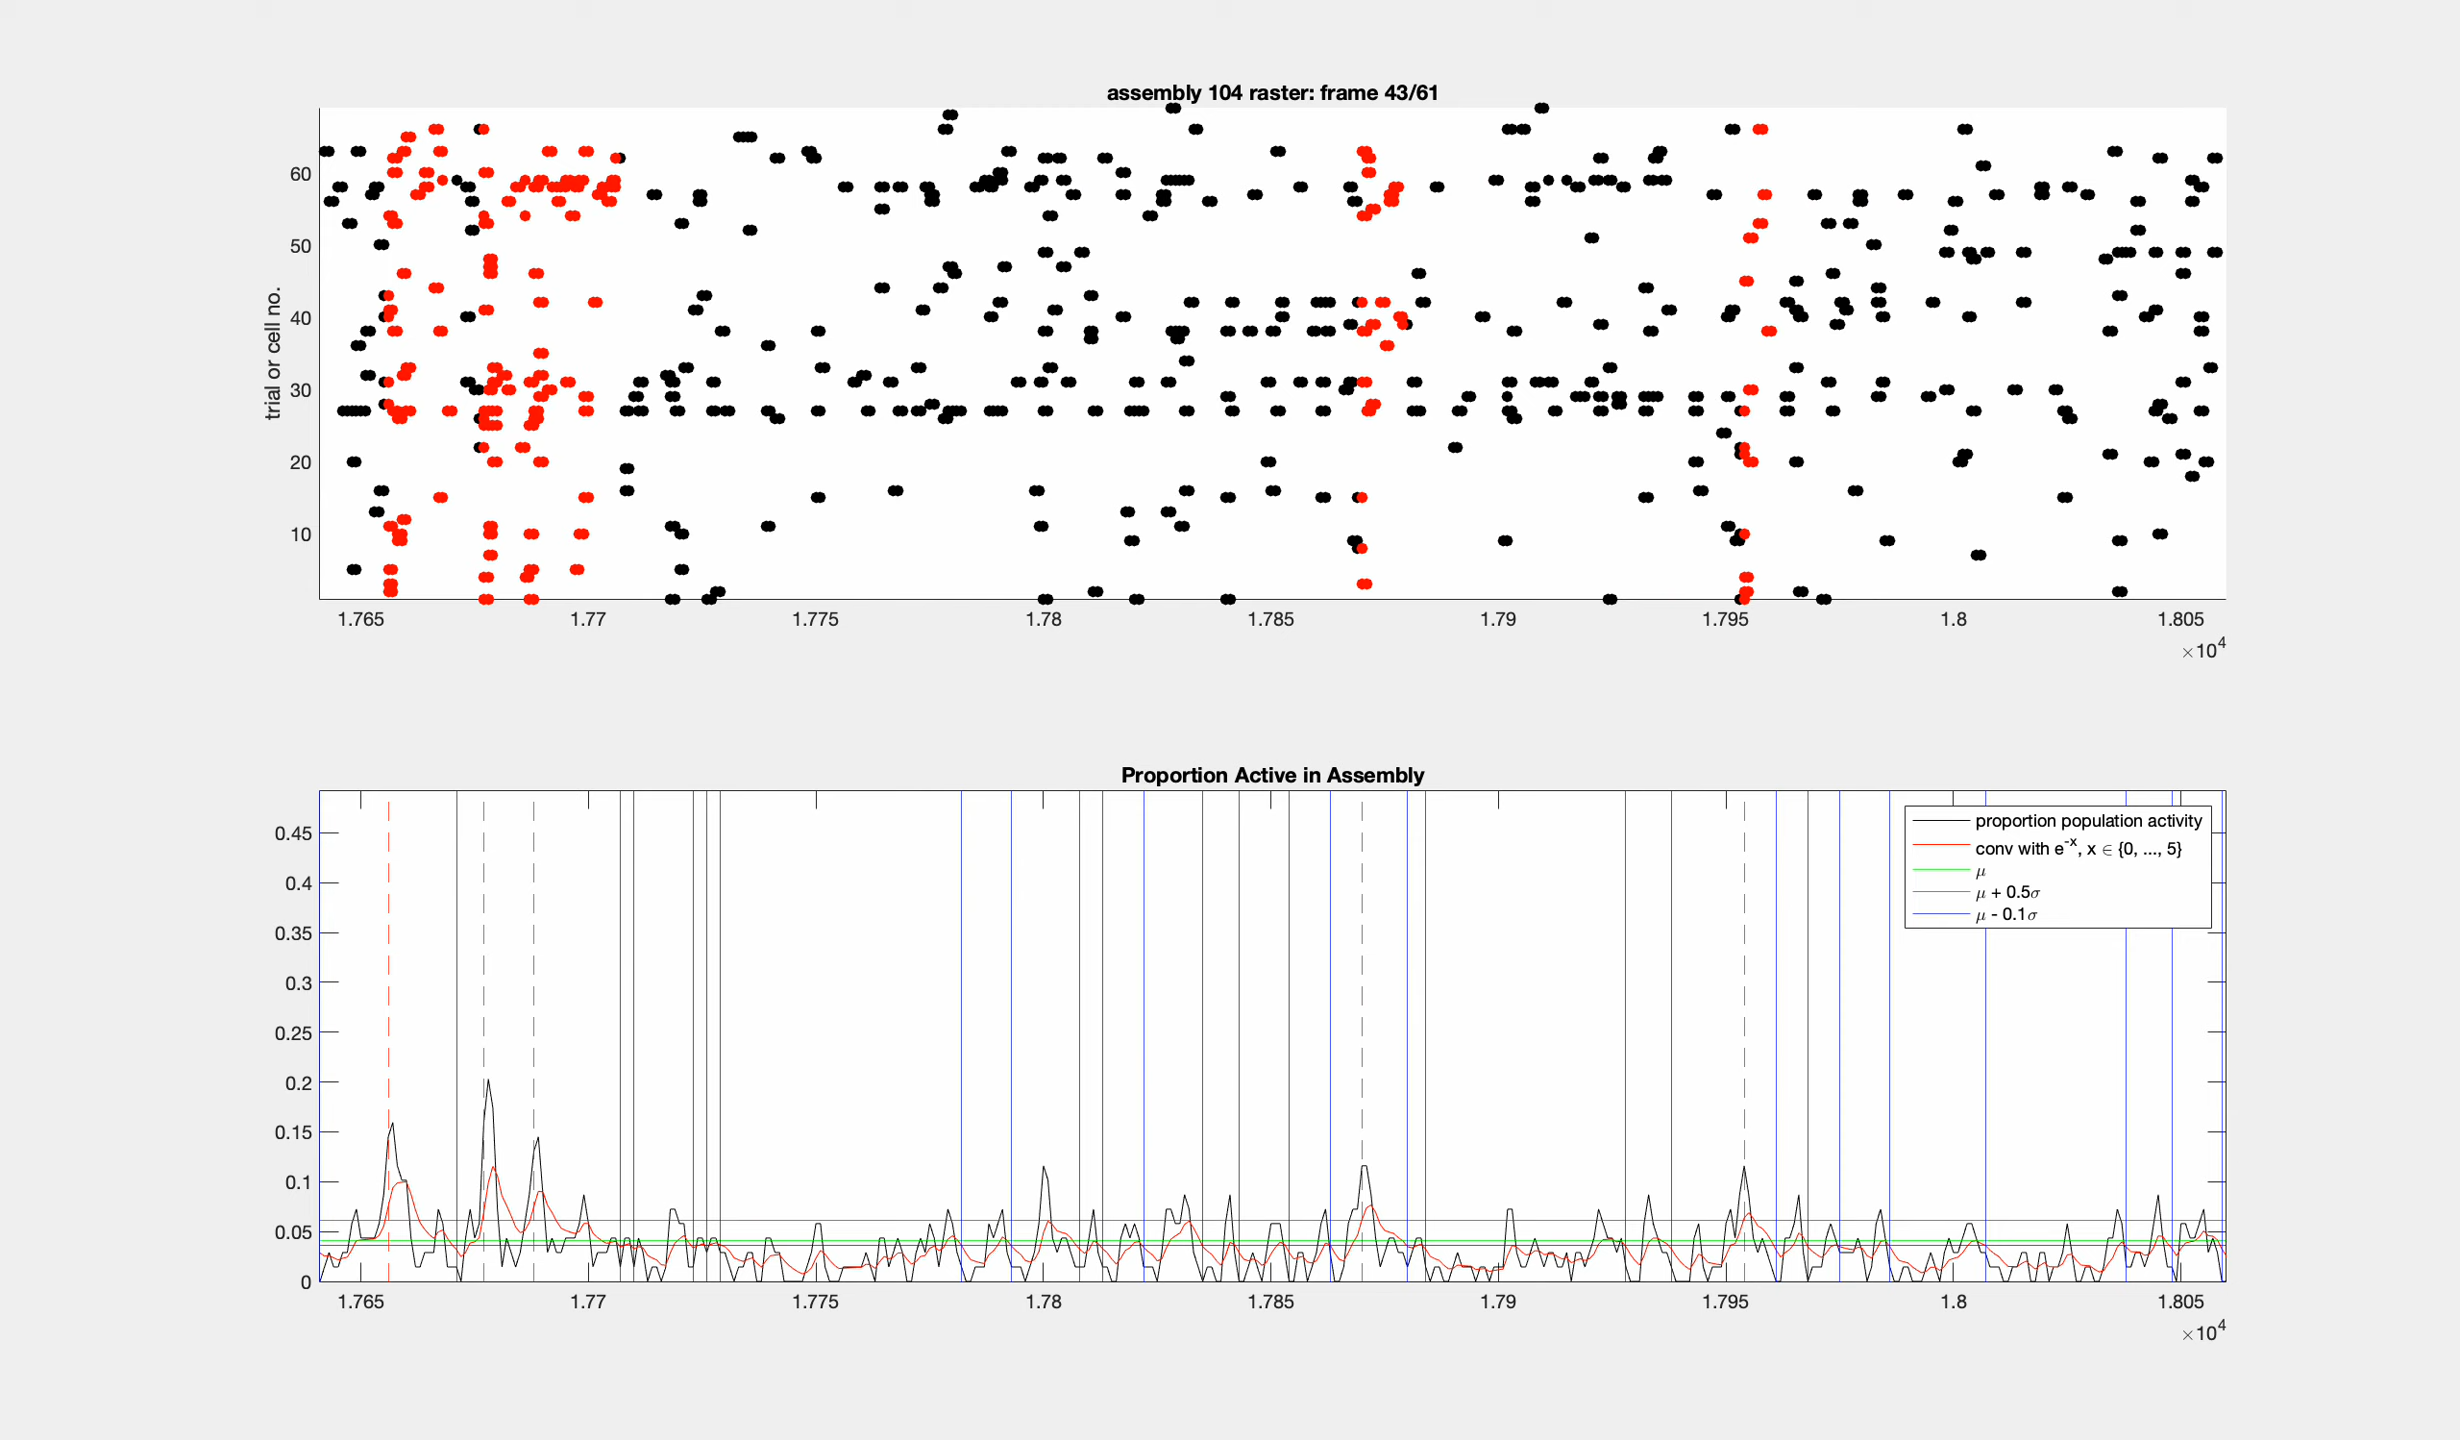 assembly 104 raster: frame 43/61
trial or cell no.
60
50
40
30
20
10
1.765 1.77 1.775 1.78 1.785 1.79 1.795 1.8 1.805
×10⁴
Proportion Active in Assembly
0.45
0.4
0.35
0.3
0.25
0.2
0.15
0.1
0.05
0
proportion population activity
conv with e⁻ˣ, x ∈ {0, ..., 5}
μ
μ + 0.5σ
μ - 0.1σ
1.765 1.77 1.775 1.78 1.785 1.79 1.795 1.8 1.805
×10⁴